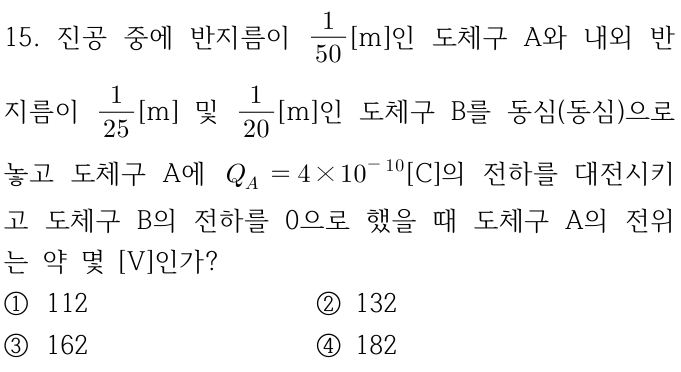 15. 진공 중에 반지름이 1/50[m]인 도체구 A와 내외 반
지름이 1/25[m] 및 1/20[m]인 도체구 B를 동심(동심)으로
놓고 도체구 A에 Q_A = 4×10^-10[C]의 전하를 대전시키
고 도체구 B의 전하를 0으로 했을 때 도체구 A의 전위
는 약 몇 [V]인가?
① 112 ② 132
③ 162 ④ 182